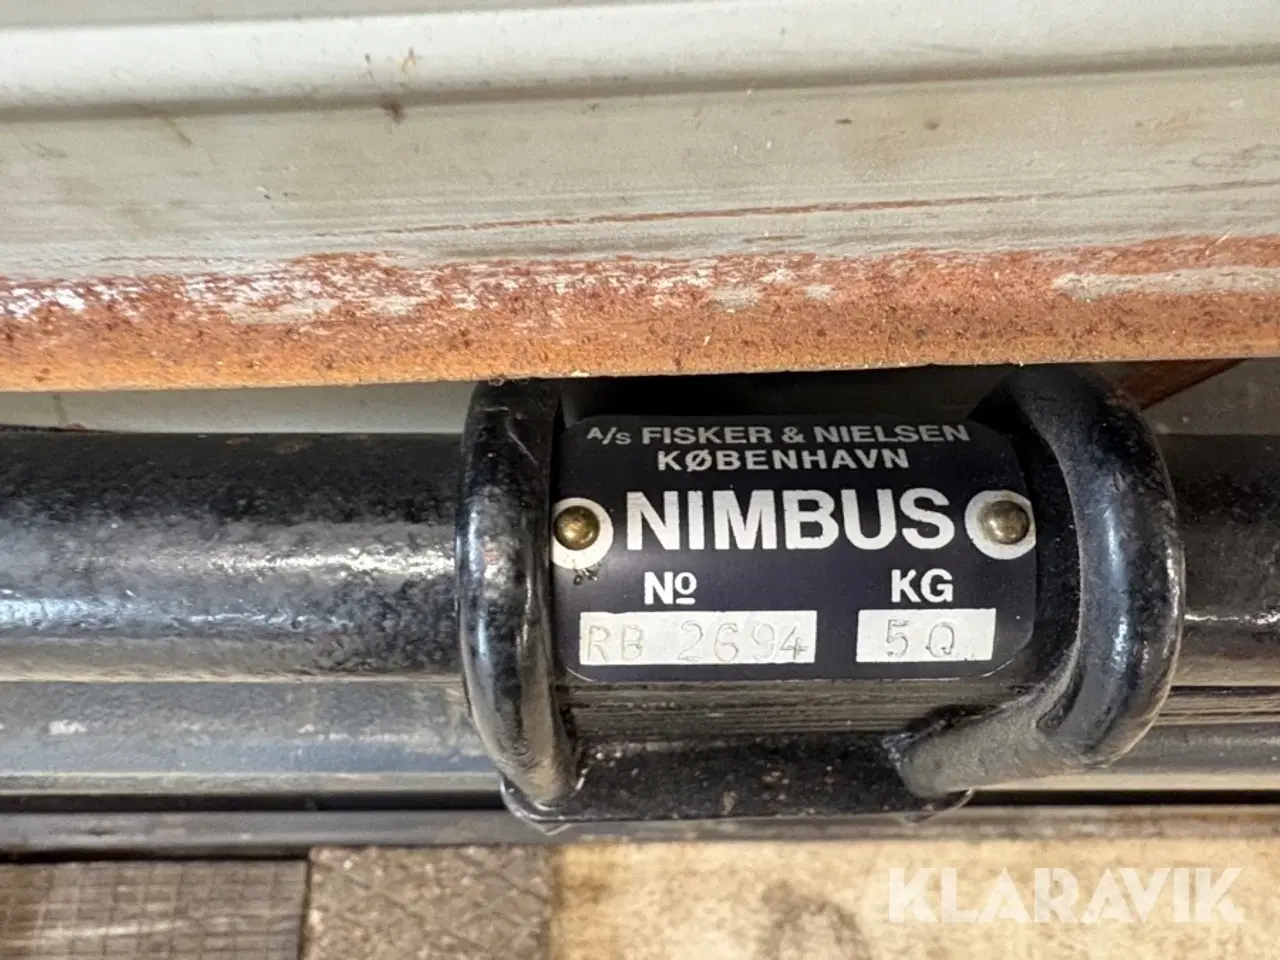 A/S FISKER & NIELSEN
KØBENHAVN
NIMBUS
Nº KG
RB 2694 50
KLARAVIK